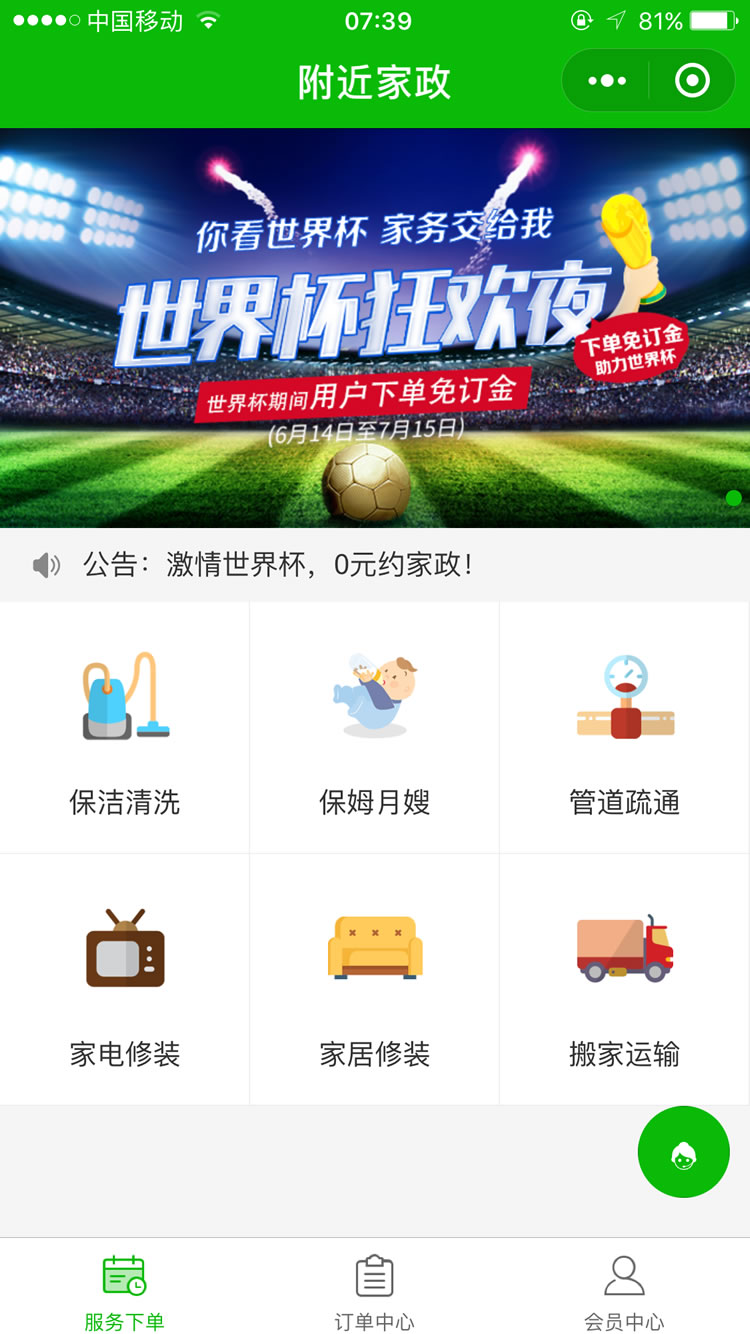 中国移动
07:39
81%
附近家政
你看世界杯 家务交给我
世界杯狂欢夜
下单免订金
助力世界杯
世界杯期间用户下单免订金
(6月14日至7月15日)
公告：激情世界杯，0元约家政！
保洁清洗
保姆月嫂
管道疏通
家电修装
家居修装
搬家运输
服务下单
订单中心
会员中心